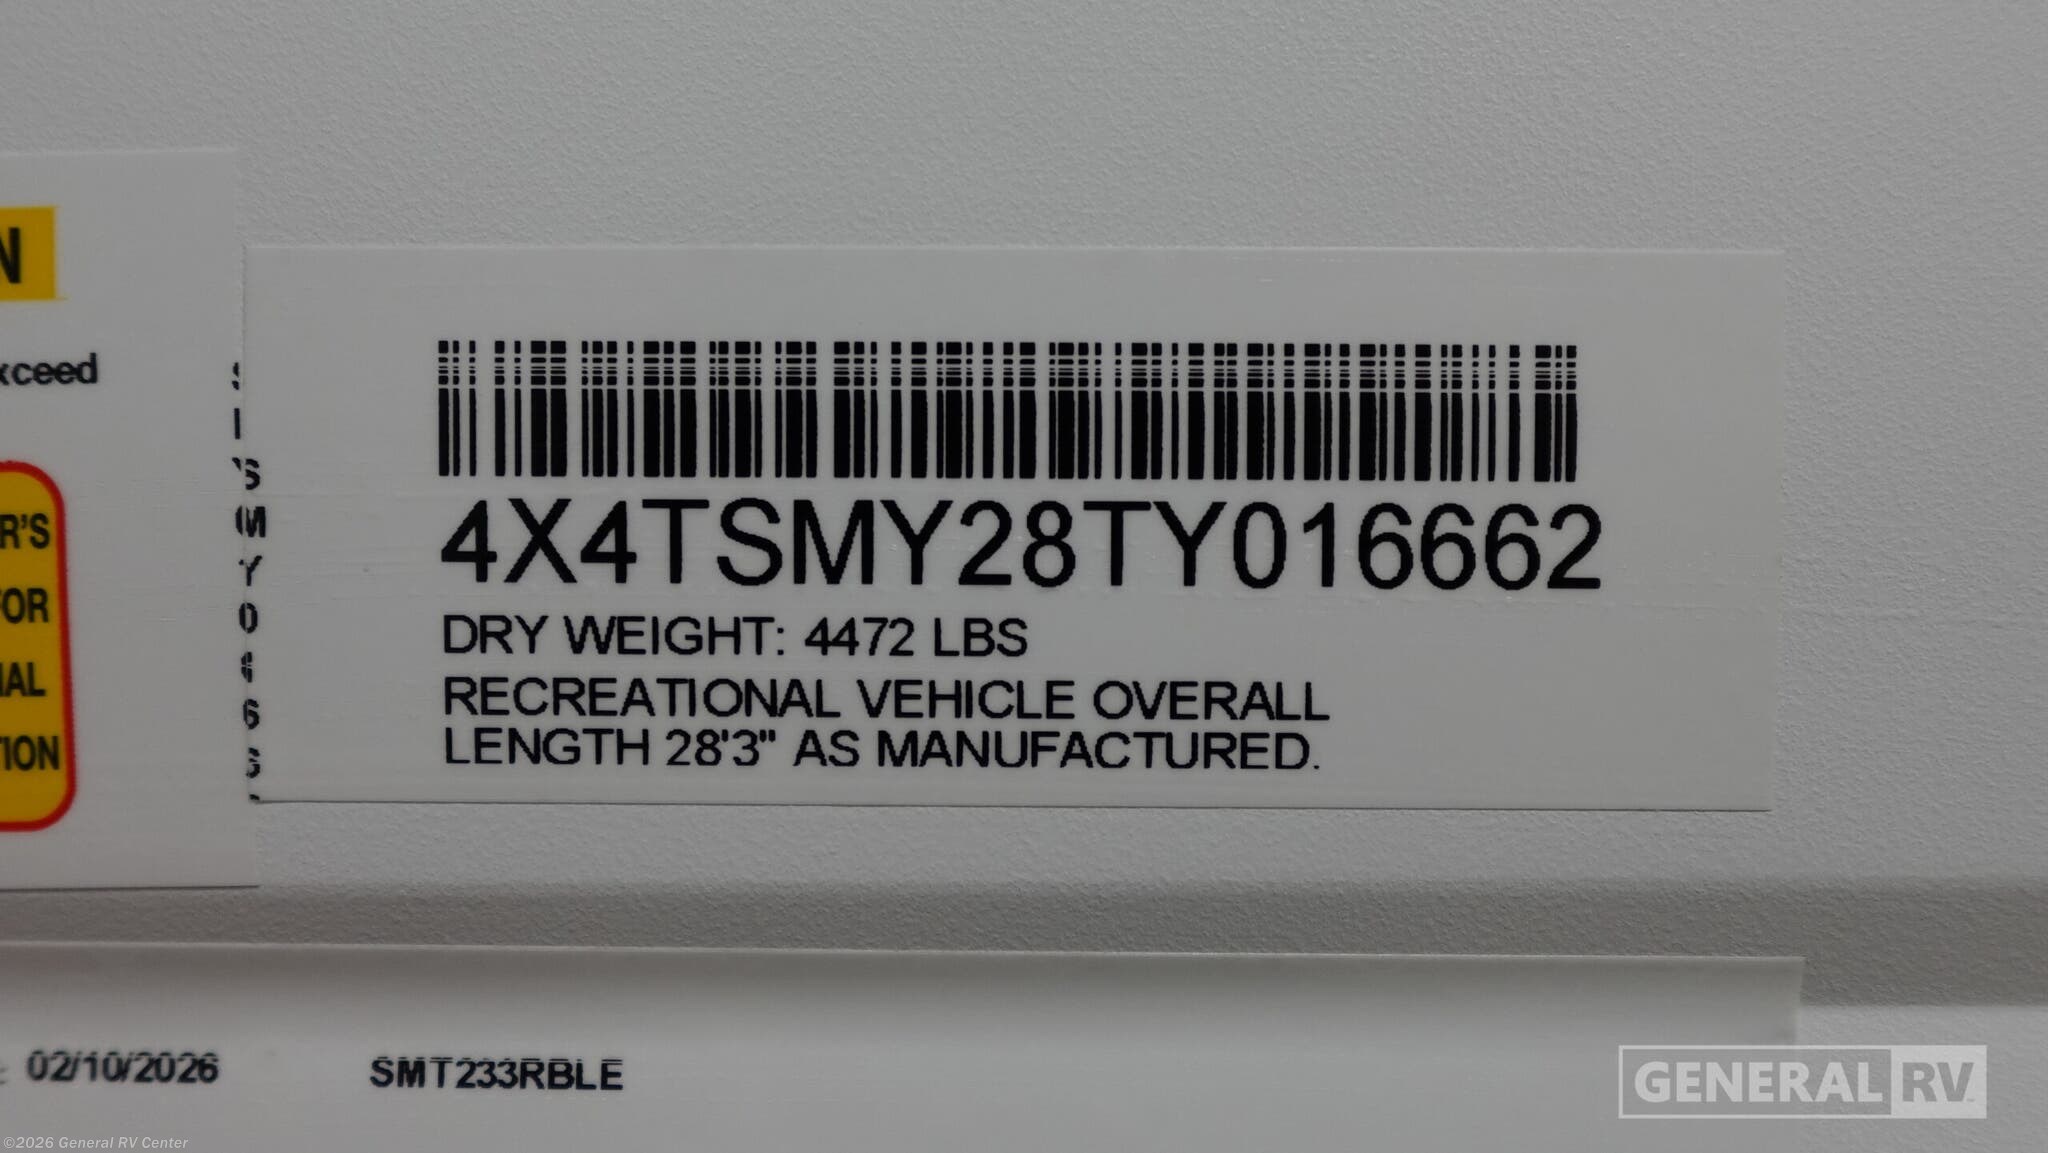 N
xceed
R'S
FOR
IAL
TION
4X4TSMY28TY016662
DRY WEIGHT: 4472 LBS
RECREATIONAL VEHICLE OVERALL
LENGTH 28'3" AS MANUFACTURED.
02/10/2026 SMT233RBLE
GENERAL RV
©2026 General RV Center